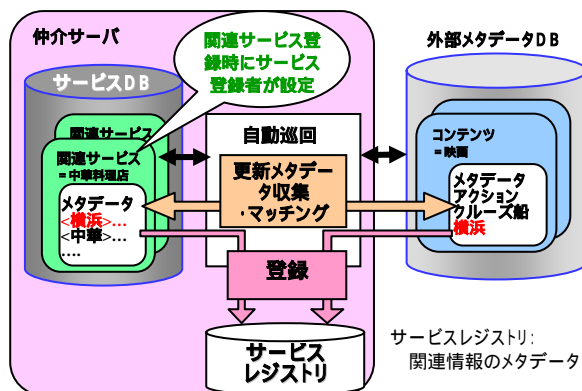 仲介サーバ
関連サービス登
録時にサービス
登録者が設定
外部メタデータDB
サービスDB
関連サービス
関連サービス
=中華料理店
メタデータ
<横浜>...
<中華>...
....
自動巡回
更新メタデー
タ収集
・マッチング
コンテンツ
=映画
メタデータ
アクション
クルーズ船
横浜
登録
サービス
レジストリ
サービスレジストリ:
関連情報のメタデータ